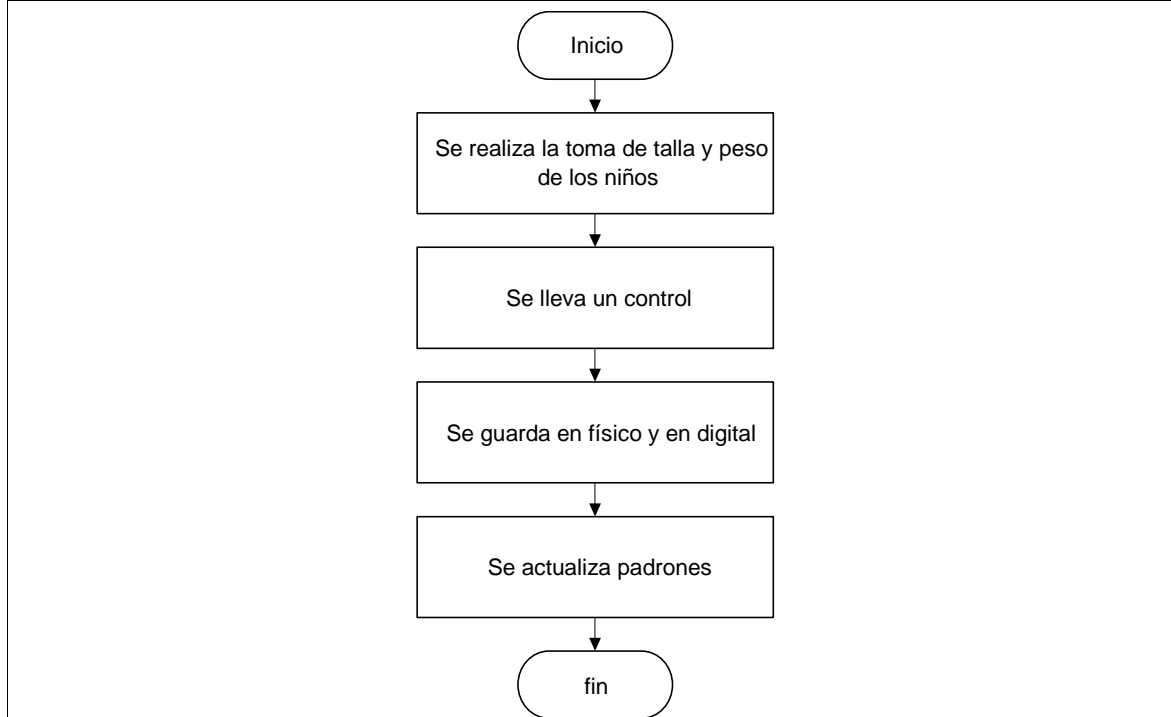 Inicio
Se realiza la toma de talla y peso
de los niños
Se lleva un control
Se guarda en físico y en digital
Se actualiza padrones
fin